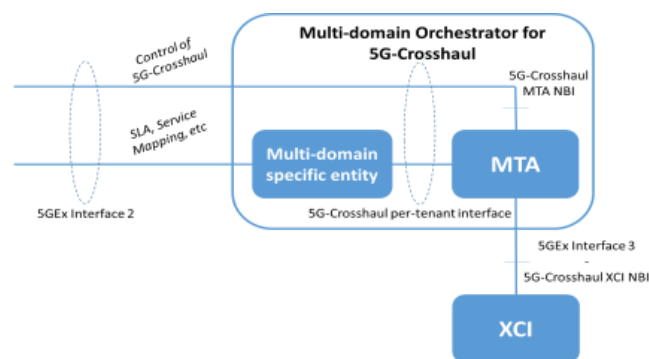 Multi-domain Orchestrator for
5G-Crosshaul
Control of
5G-Crosshaul
5G-Crosshaul
MTA NBI
SLA, Service
Mapping, etc
Multi-domain
specific entity
MTA
5GEx Interface 2
5G-Crosshaul per-tenant interface
5GEx Interface 3
-
5G-Crosshaul XCI NBI
XCI